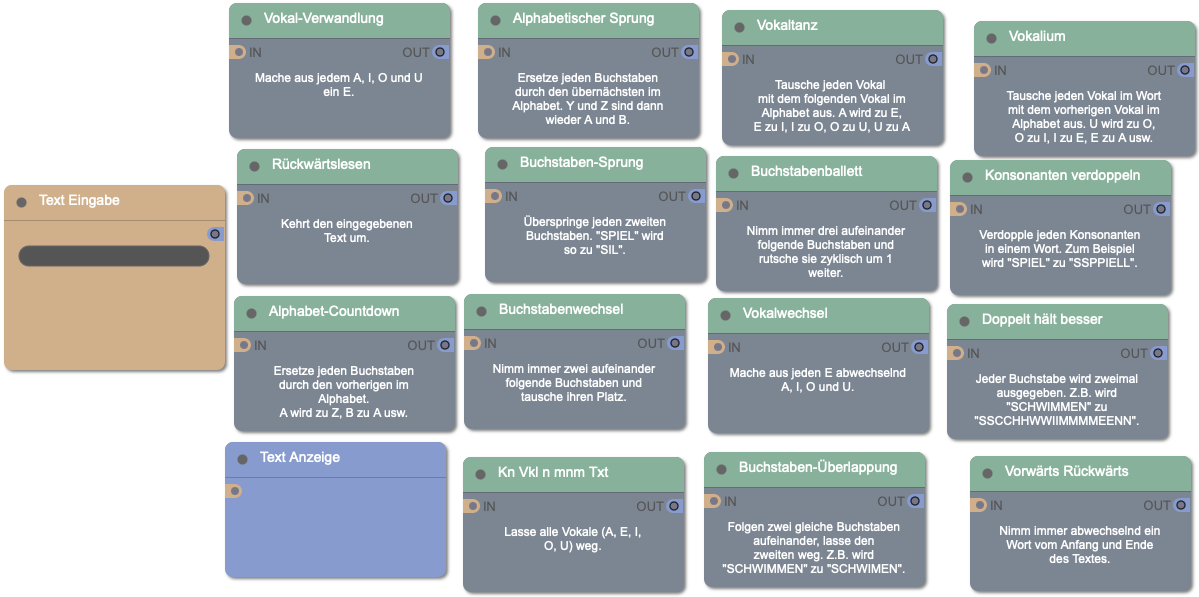 Vokal-Verwandlung
IN OUT
Mache aus jedem A, I, O und U
ein E.
Alphabetischer Sprung
IN OUT
Ersetze jeden Buchstaben
durch den übernächsten im
Alphabet. Y und Z sind dann
wieder A und B.
Vokaltanz
IN OUT
Tausche jeden Vokal
mit dem folgenden Vokal im
Alphabet aus. A wird zu E,
E zu I, I zu O, O zu U, U zu A
Vokalium
IN OUT
Tausche jeden Vokal im Wort
mit dem vorherigen Vokal im
Alphabet aus. U wird zu O,
O zu I, I zu E, E zu A usw.
Text Eingabe
Rückwärtslesen
IN OUT
Kehrt den eingegebenen
Text um.
Buchstaben-Sprung
IN OUT
Überspringe jeden zweiten
Buchstaben. "SPIEL" wird
so zu "SIL".
Buchstabenballett
IN OUT
Nimm immer drei aufeinander
folgende Buchstaben und
rutsche sie zyklisch um 1
weiter.
Konsonanten verdoppeln
IN OUT
Verdopple jeden Konsonanten
in einem Wort. Zum Beispiel
wird "SPIEL" zu "SSPPIELL".
Alphabet-Countdown
IN OUT
Ersetze jeden Buchstaben
durch den vorherigen im
Alphabet.
A wird zu Z, B zu A usw.
Buchstabenwechsel
IN OUT
Nimm immer zwei aufeinander
folgende Buchstaben und
tausche ihren Platz.
Vokalwechsel
IN OUT
Mache aus jeden E abwechselnd
A, I, O und U.
Doppelt hält besser
IN OUT
Jeder Buchstabe wird zweimal
ausgegeben. Z.B. wird
"SCHWIMMEN" zu
"SSCCHHWWIIMMMMEENN".
Text Anzeige
Kn Vkl n mnm Txt
IN OUT
Lasse alle Vokale (A, E, I,
O, U) weg.
Buchstaben-Überlappung
IN OUT
Folgen zwei gleiche Buchstaben
aufeinander, lasse den
zweiten weg. Z.B. wird
"SCHWIMMEN" zu "SCHWIMEN".
Vorwärts Rückwärts
IN OUT
Nimm immer abwechselnd ein
Wort vom Anfang und Ende
des Textes.